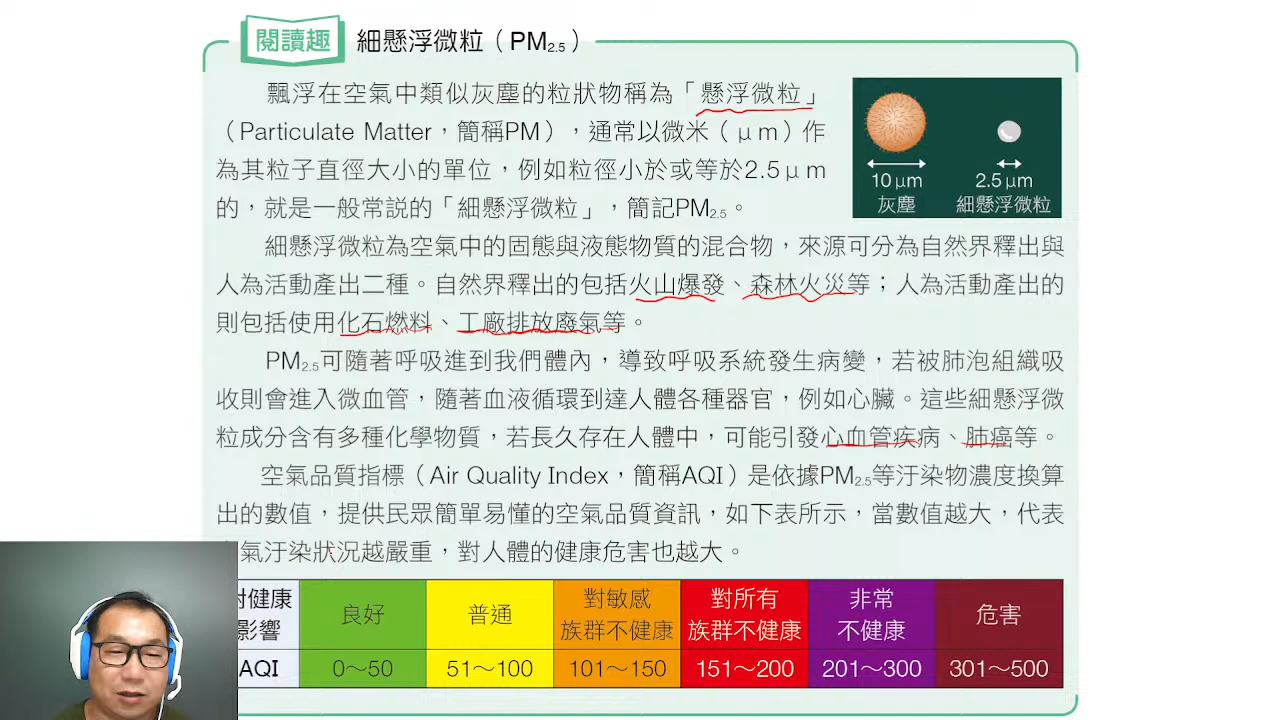 閱讀趣 細懸浮微粒（PM2.5）
飄浮在空氣中類似灰塵的粒狀物稱為「懸浮微粒」
（Particulate Matter，簡稱PM），通常以微米（μm）作
為其粒子直徑大小的單位，例如粒徑小於或等於2.5μm
的，就是一般常說的「細懸浮微粒」，簡記PM2.5。
10 μm 2.5 μm
灰塵 細懸浮微粒
細懸浮微粒為空氣中的固態與液態物質的混合物，來源可分為自然界釋出與
人為活動產出二種。自然界釋出的包括火山爆發、森林火災等；人為活動產出的
則包括使用化石燃料、工廠排放廢氣等。
PM2.5可隨著呼吸進到我們體內，導致呼吸系統發生病變，若被肺泡組織吸
收則會進入微血管，隨著血液循環到達人體各種器官，例如心臟。這些細懸浮微
粒成分含有多種化學物質，若長久存在人體中，可能引發心血管疾病、肺癌等。
空氣品質指標（Air Quality Index，簡稱AQI）是依據PM2.5等汙染物濃度換算
出的數值，提供民眾簡單易懂的空氣品質資訊，如下表所示，當數值越大，代表
氣汙染狀況越嚴重，對人體的健康危害也越大。
對健康
影響 良好 普通 對敏感
族群不健康 對所有
族群不健康 非常
不健康 危害
AQI 0～50 51～100 101～150 151～200 201～300 301～500